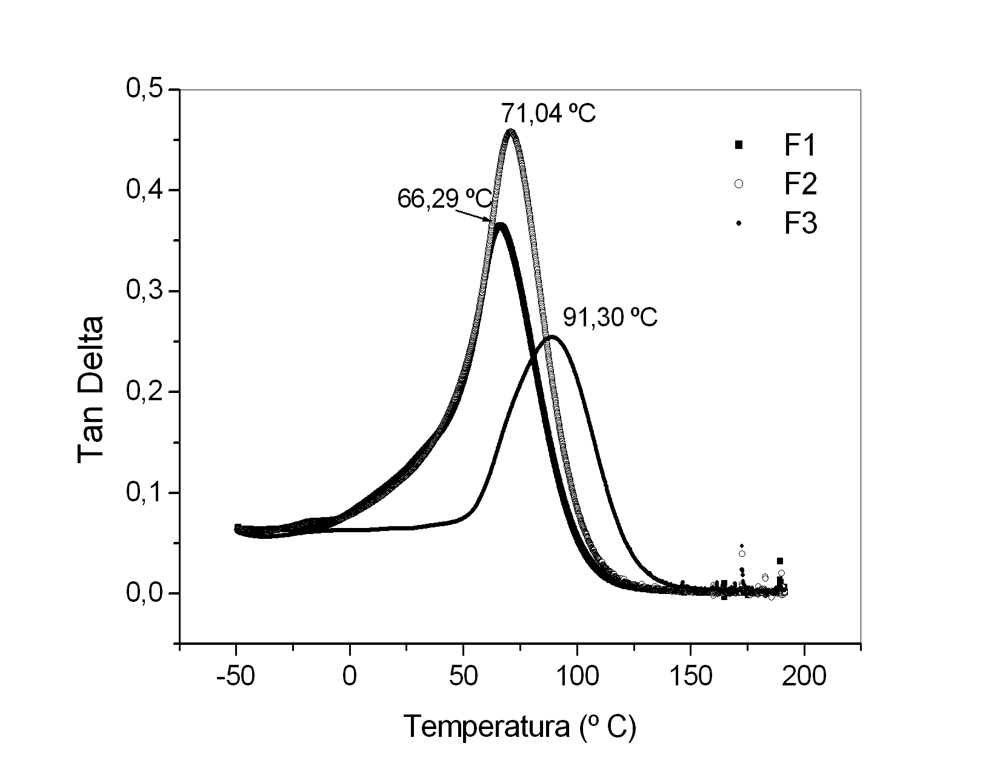 0,5
0,4
0,3
0,2
0,1
0,0
Tan Delta
71,04 ºC
66,29 ºC
91,30 ºC
F1
F2
F3
-50 0 50 100 150 200
Temperatura (º C)